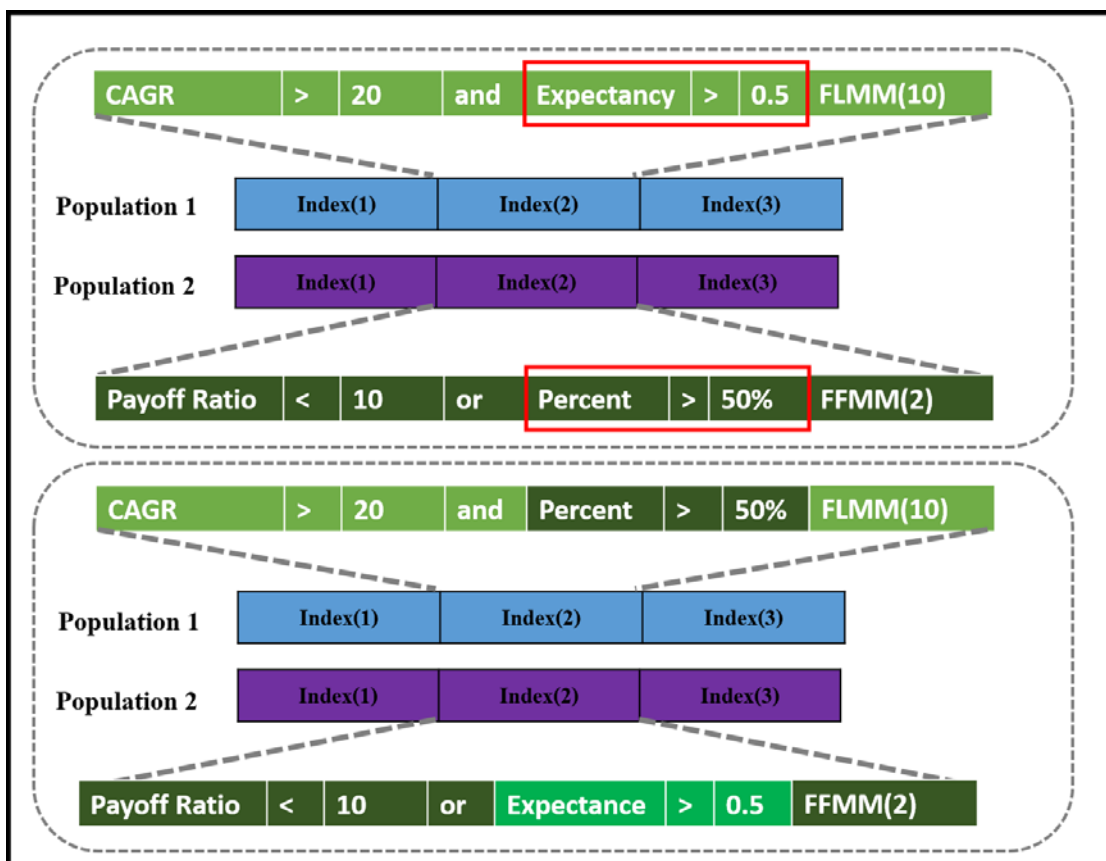 CAGR > 20 and Expectancy > 0.5 FLMM(10)
Population 1 Index(1) Index(2) Index(3)
Population 2 Index(1) Index(2) Index(3)
Payoff Ratio < 10 or Percent > 50% FFMM(2)
CAGR > 20 and Percent > 50% FLMM(10)
Population 1 Index(1) Index(2) Index(3)
Population 2 Index(1) Index(2) Index(3)
Payoff Ratio < 10 or Expectance > 0.5 FFMM(2)